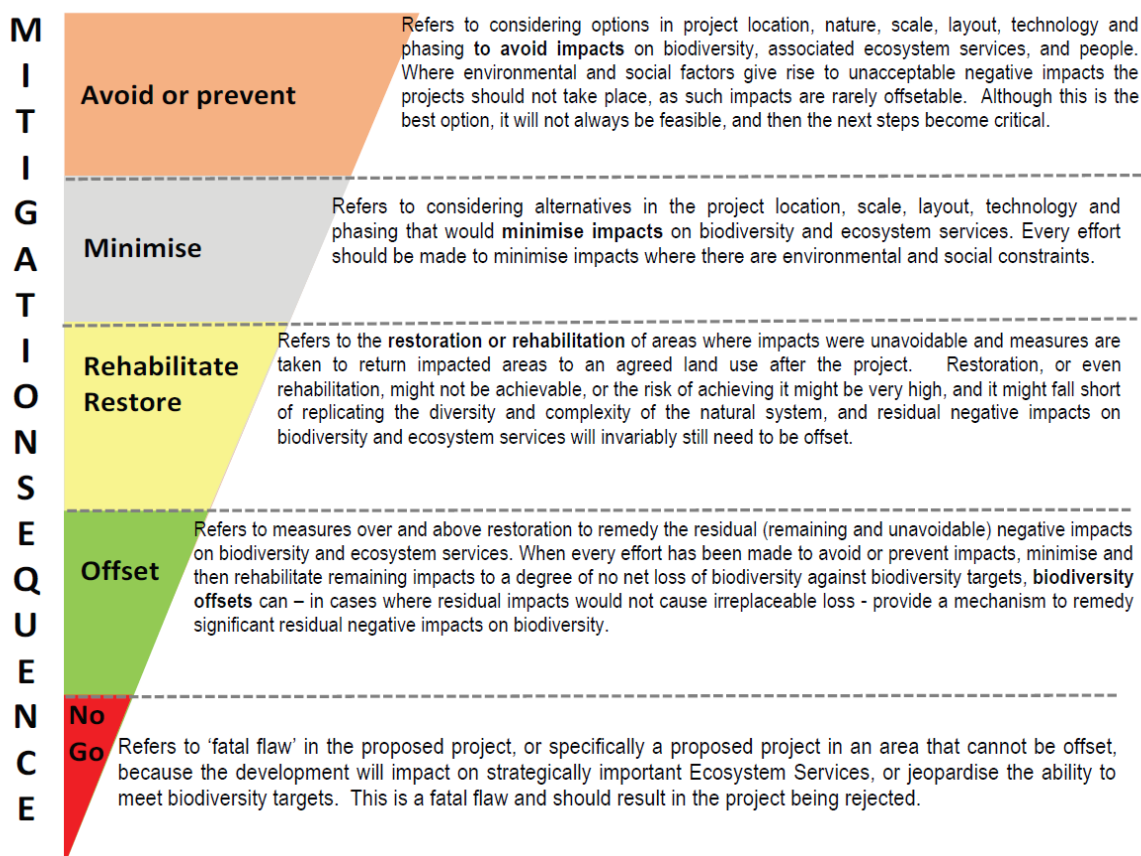 MITIGATION SEQUENCE
Avoid or prevent
Refers to considering options in project location, nature, scale, layout, technology and
phasing to avoid impacts on biodiversity, associated ecosystem services, and people.
Where environmental and social factors give rise to unacceptable negative impacts the
projects should not take place, as such impacts are rarely offsetable. Although this is the
best option, it will not always be feasible, and then the next steps become critical.
Minimise
Refers to considering alternatives in the project location, scale, layout, technology and
phasing that would minimise impacts on biodiversity and ecosystem services. Every effort
should be made to minimise impacts where there are environmental and social constraints.
Rehabilitate
Restore
Refers to the restoration or rehabilitation of areas where impacts were unavoidable and measures are
taken to return impacted areas to an agreed land use after the project. Restoration, or even
rehabilitation, might not be achievable, or the risk of achieving it might be very high, and it might fall short
of replicating the diversity and complexity of the natural system, and residual negative impacts on
biodiversity and ecosystem services will invariably still need to be offset.
Offset
Refers to measures over and above restoration to remedy the residual (remaining and unavoidable) negative impacts
on biodiversity and ecosystem services. When every effort has been made to avoid or prevent impacts, minimise and
then rehabilitate remaining impacts to a degree of no net loss of biodiversity against biodiversity targets, biodiversity
offsets can – in cases where residual impacts would not cause irreplaceable loss - provide a mechanism to remedy
significant residual negative impacts on biodiversity.
No
Go
Refers to ‘fatal flaw’ in the proposed project, or specifically a proposed project in an area that cannot be offset,
because the development will impact on strategically important Ecosystem Services, or jeopardise the ability to
meet biodiversity targets. This is a fatal flaw and should result in the project being rejected.